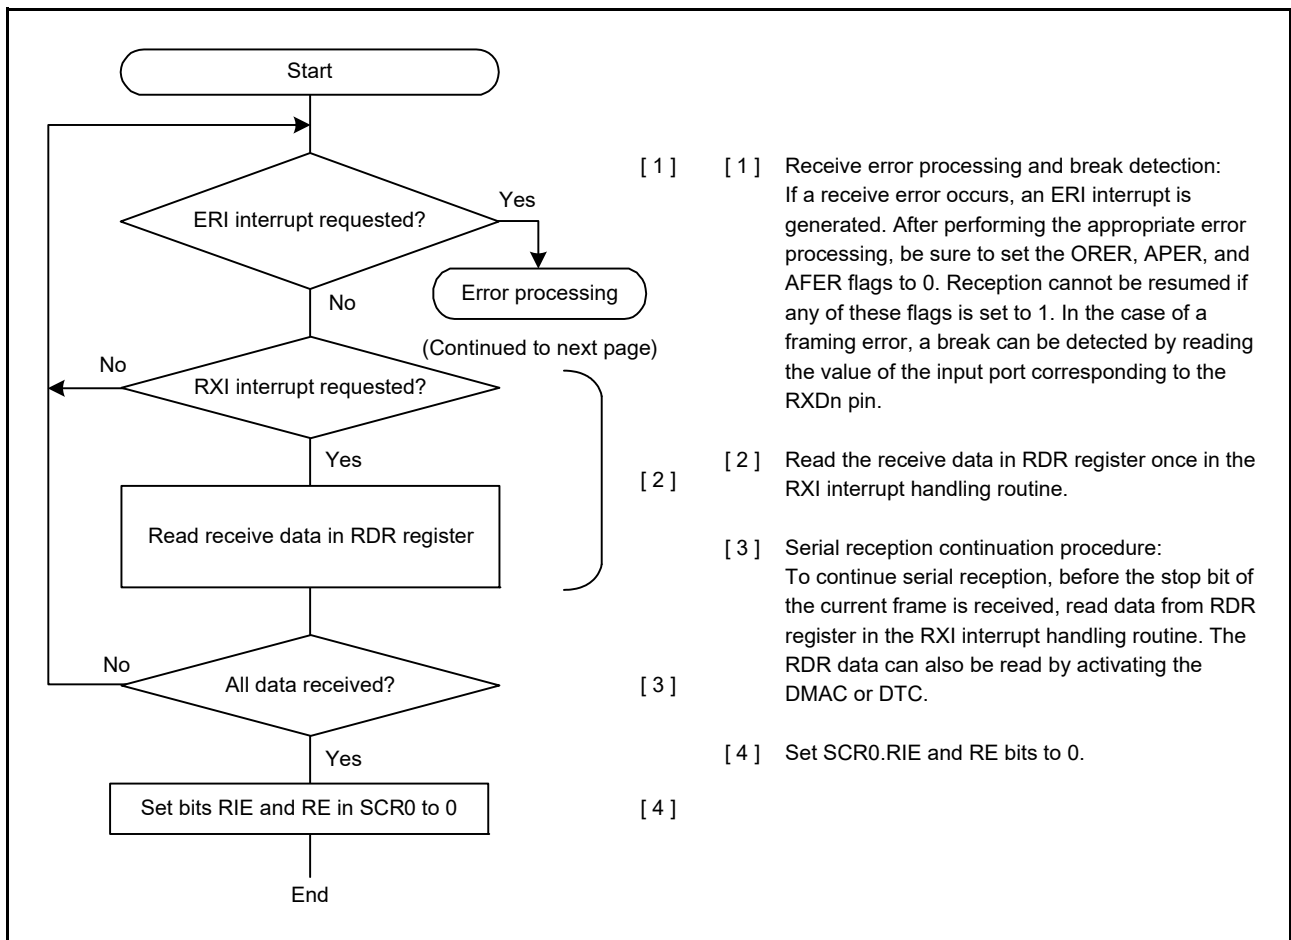 Start
ERI interrupt requested?
Yes
Error processing
(Continued to next page)
No
RXI interrupt requested?
No
Yes
Read receive data in RDR register
All data received?
No
Yes
Set bits RIE and RE in SCR0 to 0
End
[ 1 ]
[ 2 ]
[ 3 ]
[ 4 ]
[ 1 ] Receive error processing and break detection:
If a receive error occurs, an ERI interrupt is
generated. After performing the appropriate error
processing, be sure to set the ORER, APER, and
AFER flags to 0. Reception cannot be resumed if
any of these flags is set to 1. In the case of a
framing error, a break can be detected by reading
the value of the input port corresponding to the
RXDn pin.
[ 2 ] Read the receive data in RDR register once in the
RXI interrupt handling routine.
[ 3 ] Serial reception continuation procedure:
To continue serial reception, before the stop bit of
the current frame is received, read data from RDR
register in the RXI interrupt handling routine. The
RDR data can also be read by activating the
DMAC or DTC.
[ 4 ] Set SCR0.RIE and RE bits to 0.